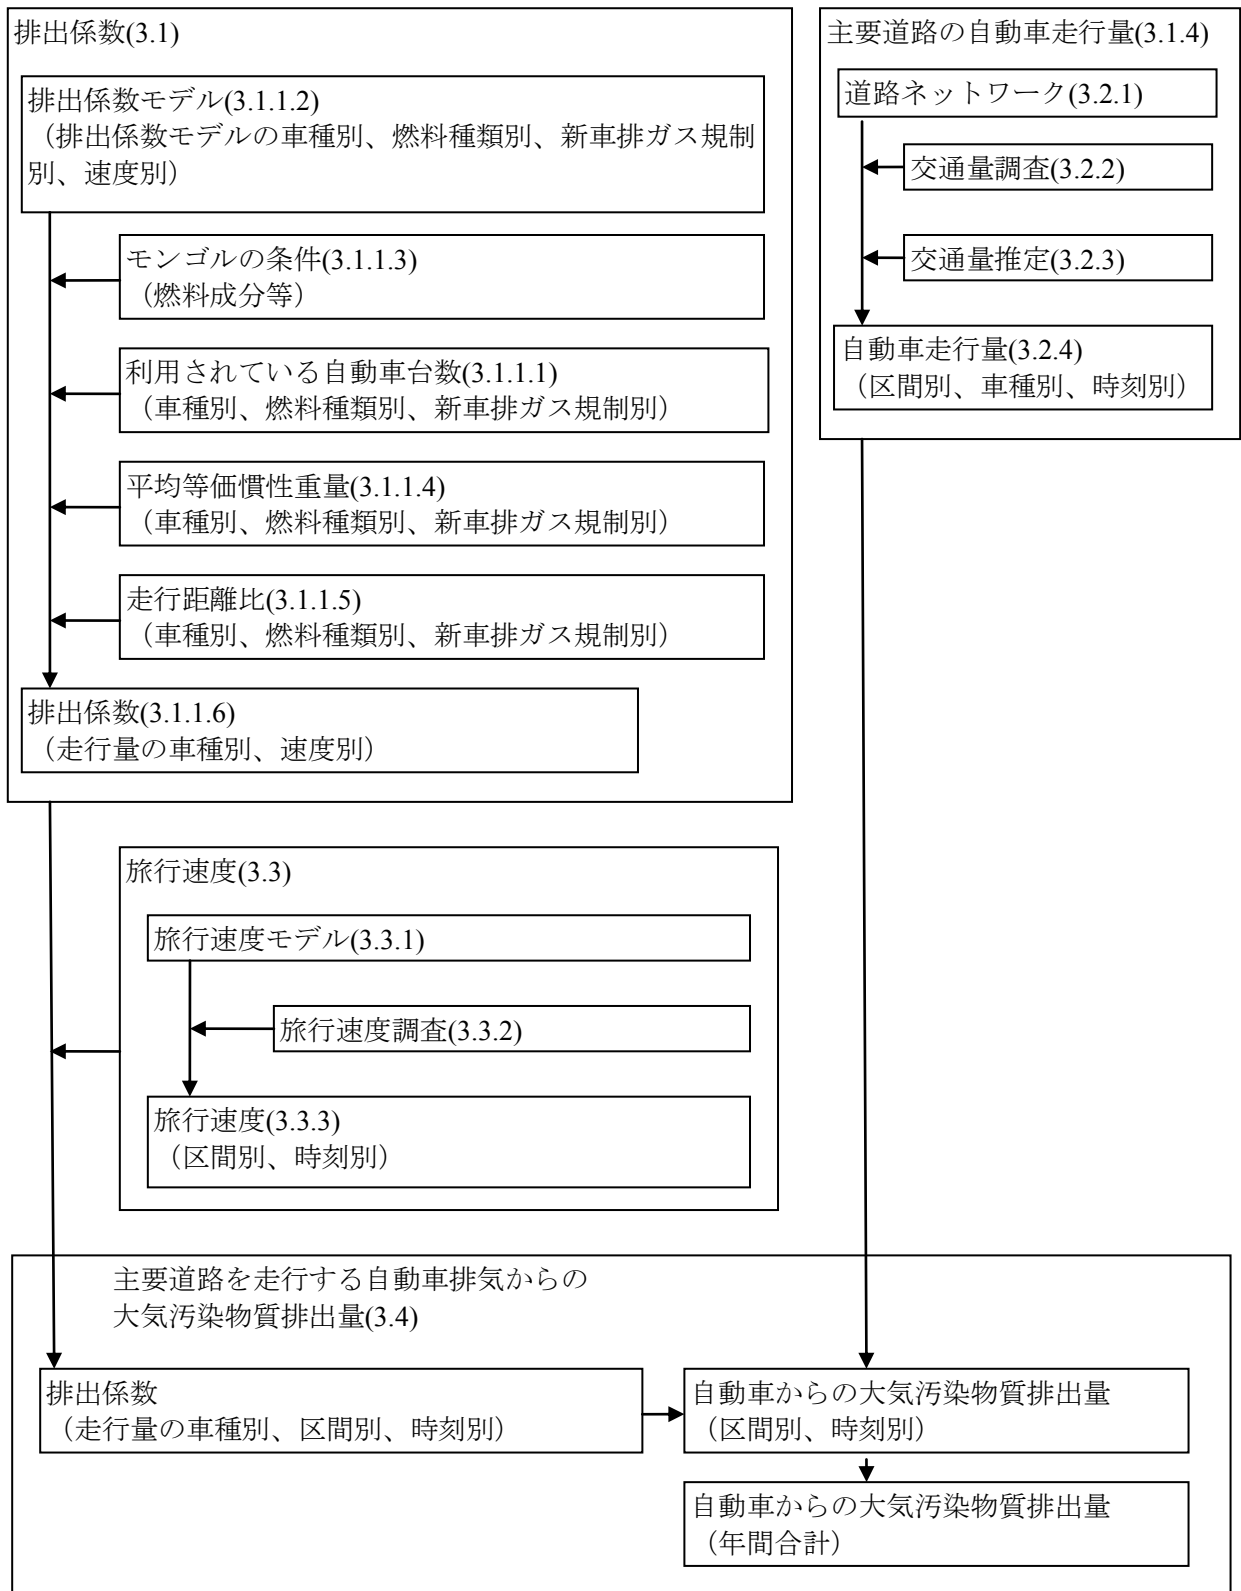 排出係数(3.1)
排出係数モデル(3.1.1.2)
（排出係数モデルの車種別、燃料種類別、新車排ガス規制
別、速度別）
モンゴルの条件(3.1.1.3)
（燃料成分等）
利用されている自動車台数(3.1.1.1)
（車種別、燃料種類別、新車排ガス規制別）
平均等価慣性重量(3.1.1.4)
（車種別、燃料種類別、新車排ガス規制別）
走行距離比(3.1.1.5)
（車種別、燃料種類別、新車排ガス規制別）
排出係数(3.1.1.6)
（走行量の車種別、速度別）
主要道路の自動車走行量(3.1.4)
道路ネットワーク(3.2.1)
交通量調査(3.2.2)
交通量推定(3.2.3)
自動車走行量(3.2.4)
（区間別、車種別、時刻別）
旅行速度(3.3)
旅行速度モデル(3.3.1)
旅行速度調査(3.3.2)
旅行速度(3.3.3)
（区間別、時刻別）
主要道路を走行する自動車排気からの
大気汚染物質排出量(3.4)
排出係数
（走行量の車種別、区間別、時刻別）
自動車からの大気汚染物質排出量
（区間別、時刻別）
自動車からの大気汚染物質排出量
（年間合計）